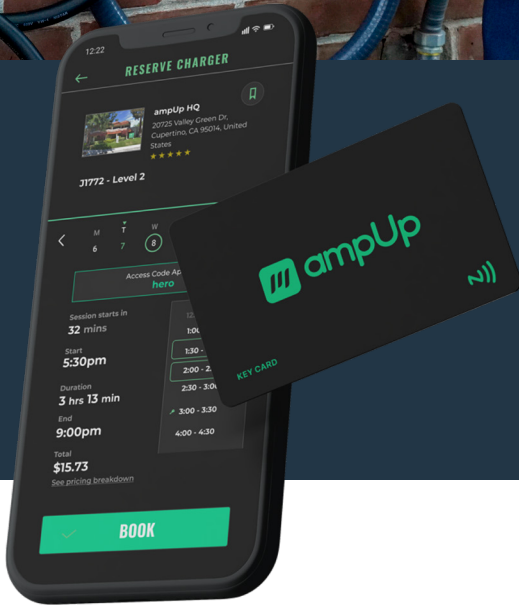 12:22
RESERVE CHARGER
ampUp HQ
20725 Valley Green Dr,
Cupertino, CA 95014, United
States
J1772 - Level 2
M T W
6 7 8
Access Code
hero
Session starts in
32 mins
Start
5:30pm
Duration
3 hrs 13 min
End
9:00pm
Total
$15.73
See pricing breakdown
1:30 -
2:00 -
2:30 - 3:00
3:00 - 3:30
4:00 - 4:30
BOOK
ampUp
KEY CARD